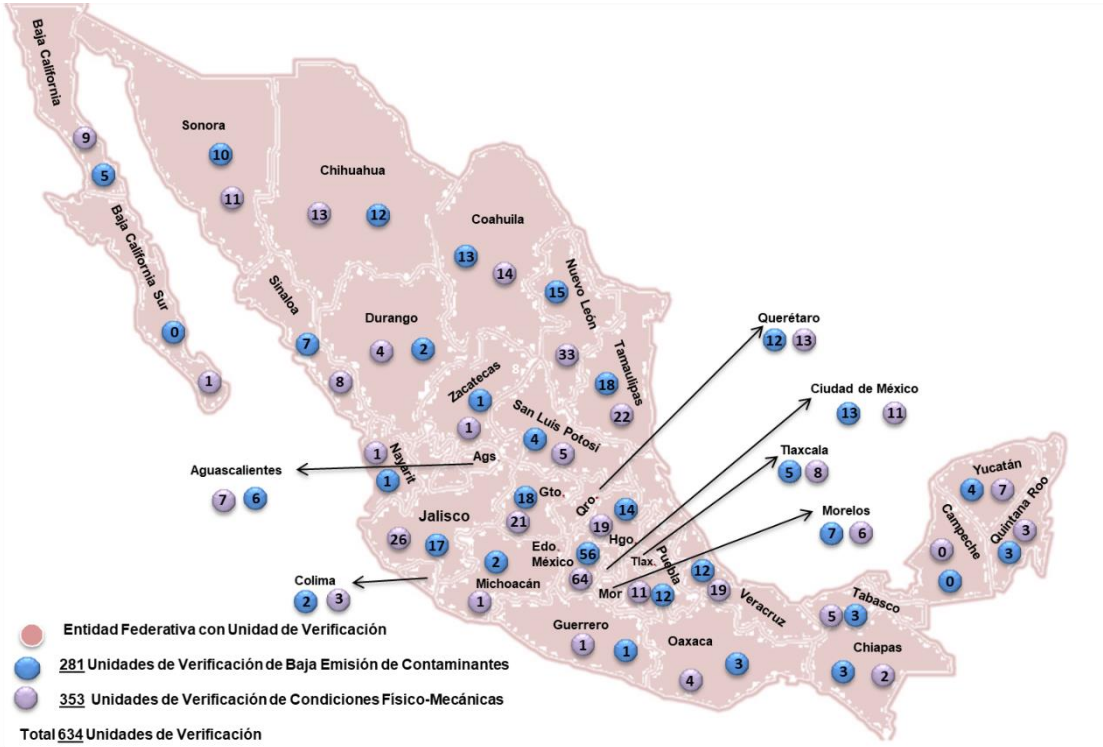 Baja California
9
5
Sonora
10
11
Chihuahua
13 12
Coahuila
13
14
Nuevo León
15
33
Baja California Sur
0
1
Sinaloa
7
8
Durango
4 2
Tamaulipas
18
22
Zacatecas
8
1
1
San Luis Potosí
4
5
Querétaro
12 13
Ciudad de México
13 11
Tlaxcala
5 8
Morelos
7 6
Nayarit
1
1
Ags
Aguascalientes
7 6
Gto.
18
21
Qro.
14
19
Hgo.
Jalisco
26 17
Edo.
México
56
64
Tlax.
Mor
Puebla
11 12
Michoacán
2
1
Colima
2 3
Veracruz
12
19
Guerrero
1 1
Oaxaca
4 3
Tabasco
5 3
Chiapas
3 2
Yucatán
4 7
Campeche
0
0
Quintana Roo
3
3
Entidad Federativa con Unidad de Verificación
281 Unidades de Verificación de Baja Emisión de Contaminantes
353 Unidades de Verificación de Condiciones Físico-Mecánicas
Total 634 Unidades de Verificación